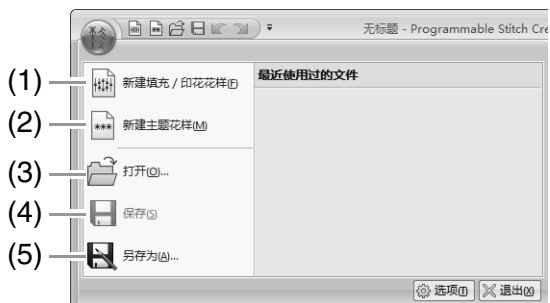 无标题 - Programmable Stitch Cre
(1) 新建填充 / 印花花样(F)
最近使用过的文件
(2) 新建主题花样(M)
(3) 打开(O)...
(4) 保存(S)
(5) 另存为(A)...
选项(I) 退出(X)